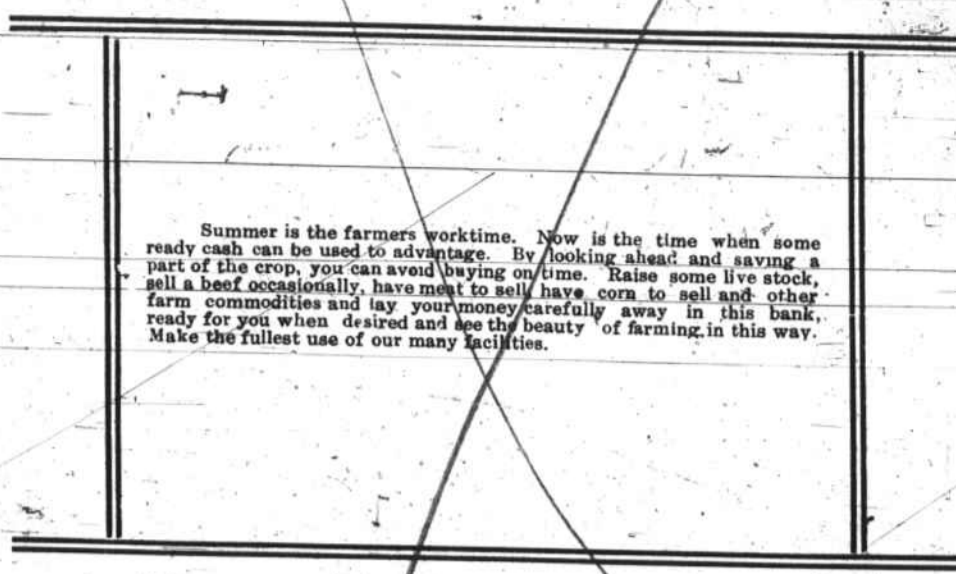 Summer is the farmers worktime. Now is the time when some
ready cash can be used to advantage. By looking ahead and saving a
part of the crop, you can avoid buying on time. Raise some live stock,
sell a beef occasionally, have meat to sell, have corn to sell and other
farm commodities and lay your money carefully away in this bank,
ready for you when desired and see the beauty of farming in this way.
Make the fullest use of our many facilities.